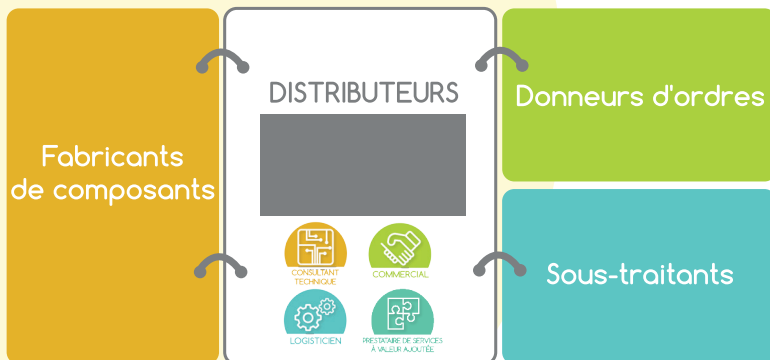 Fabricants
de composants
DISTRIBUTEURS
CONSULTANT
TECHNIQUE
COMMERCIAL
LOGISTICIEN
PRESTATAIRE DE SERVICES
À VALEUR AJOUTÉE
Donneurs d'ordres
Sous-traitants